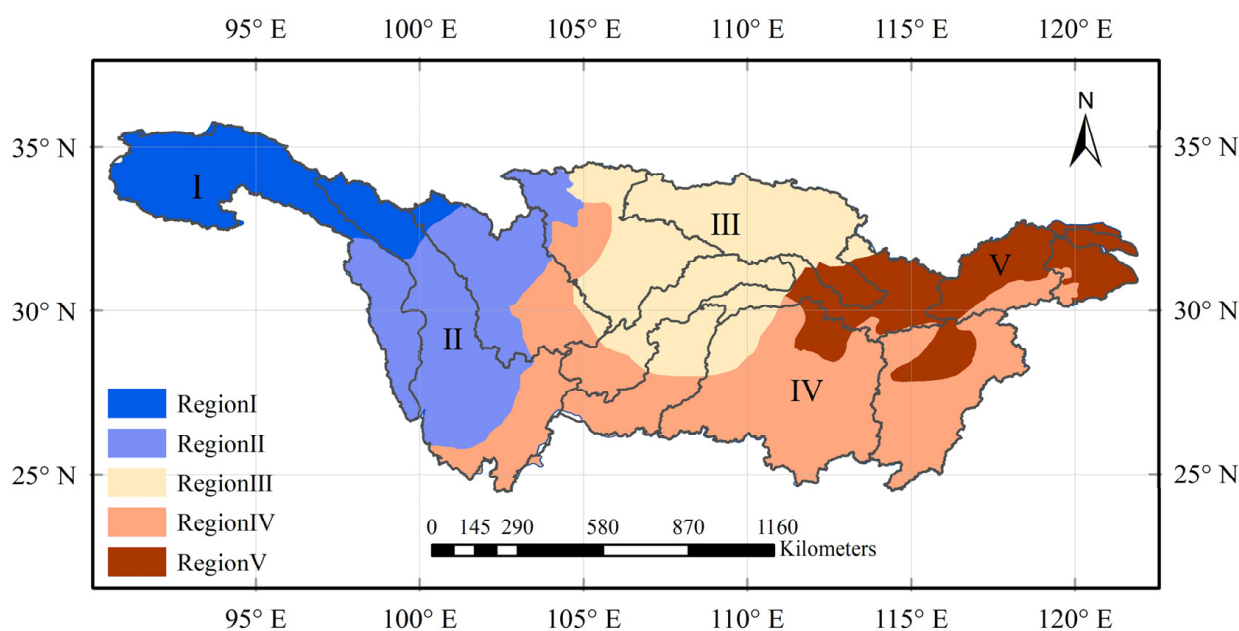 95° E 100° E 105° E 110° E 115° E 120° E
N
35° N 35° N
I
III
V
30° N 30° N
II
IV
RegionI
RegionII
RegionIII
RegionIV
RegionV
25° N 25° N
0 145 290 580 870 1160
Kilometers
95° E 100° E 105° E 110° E 115° E 120° E